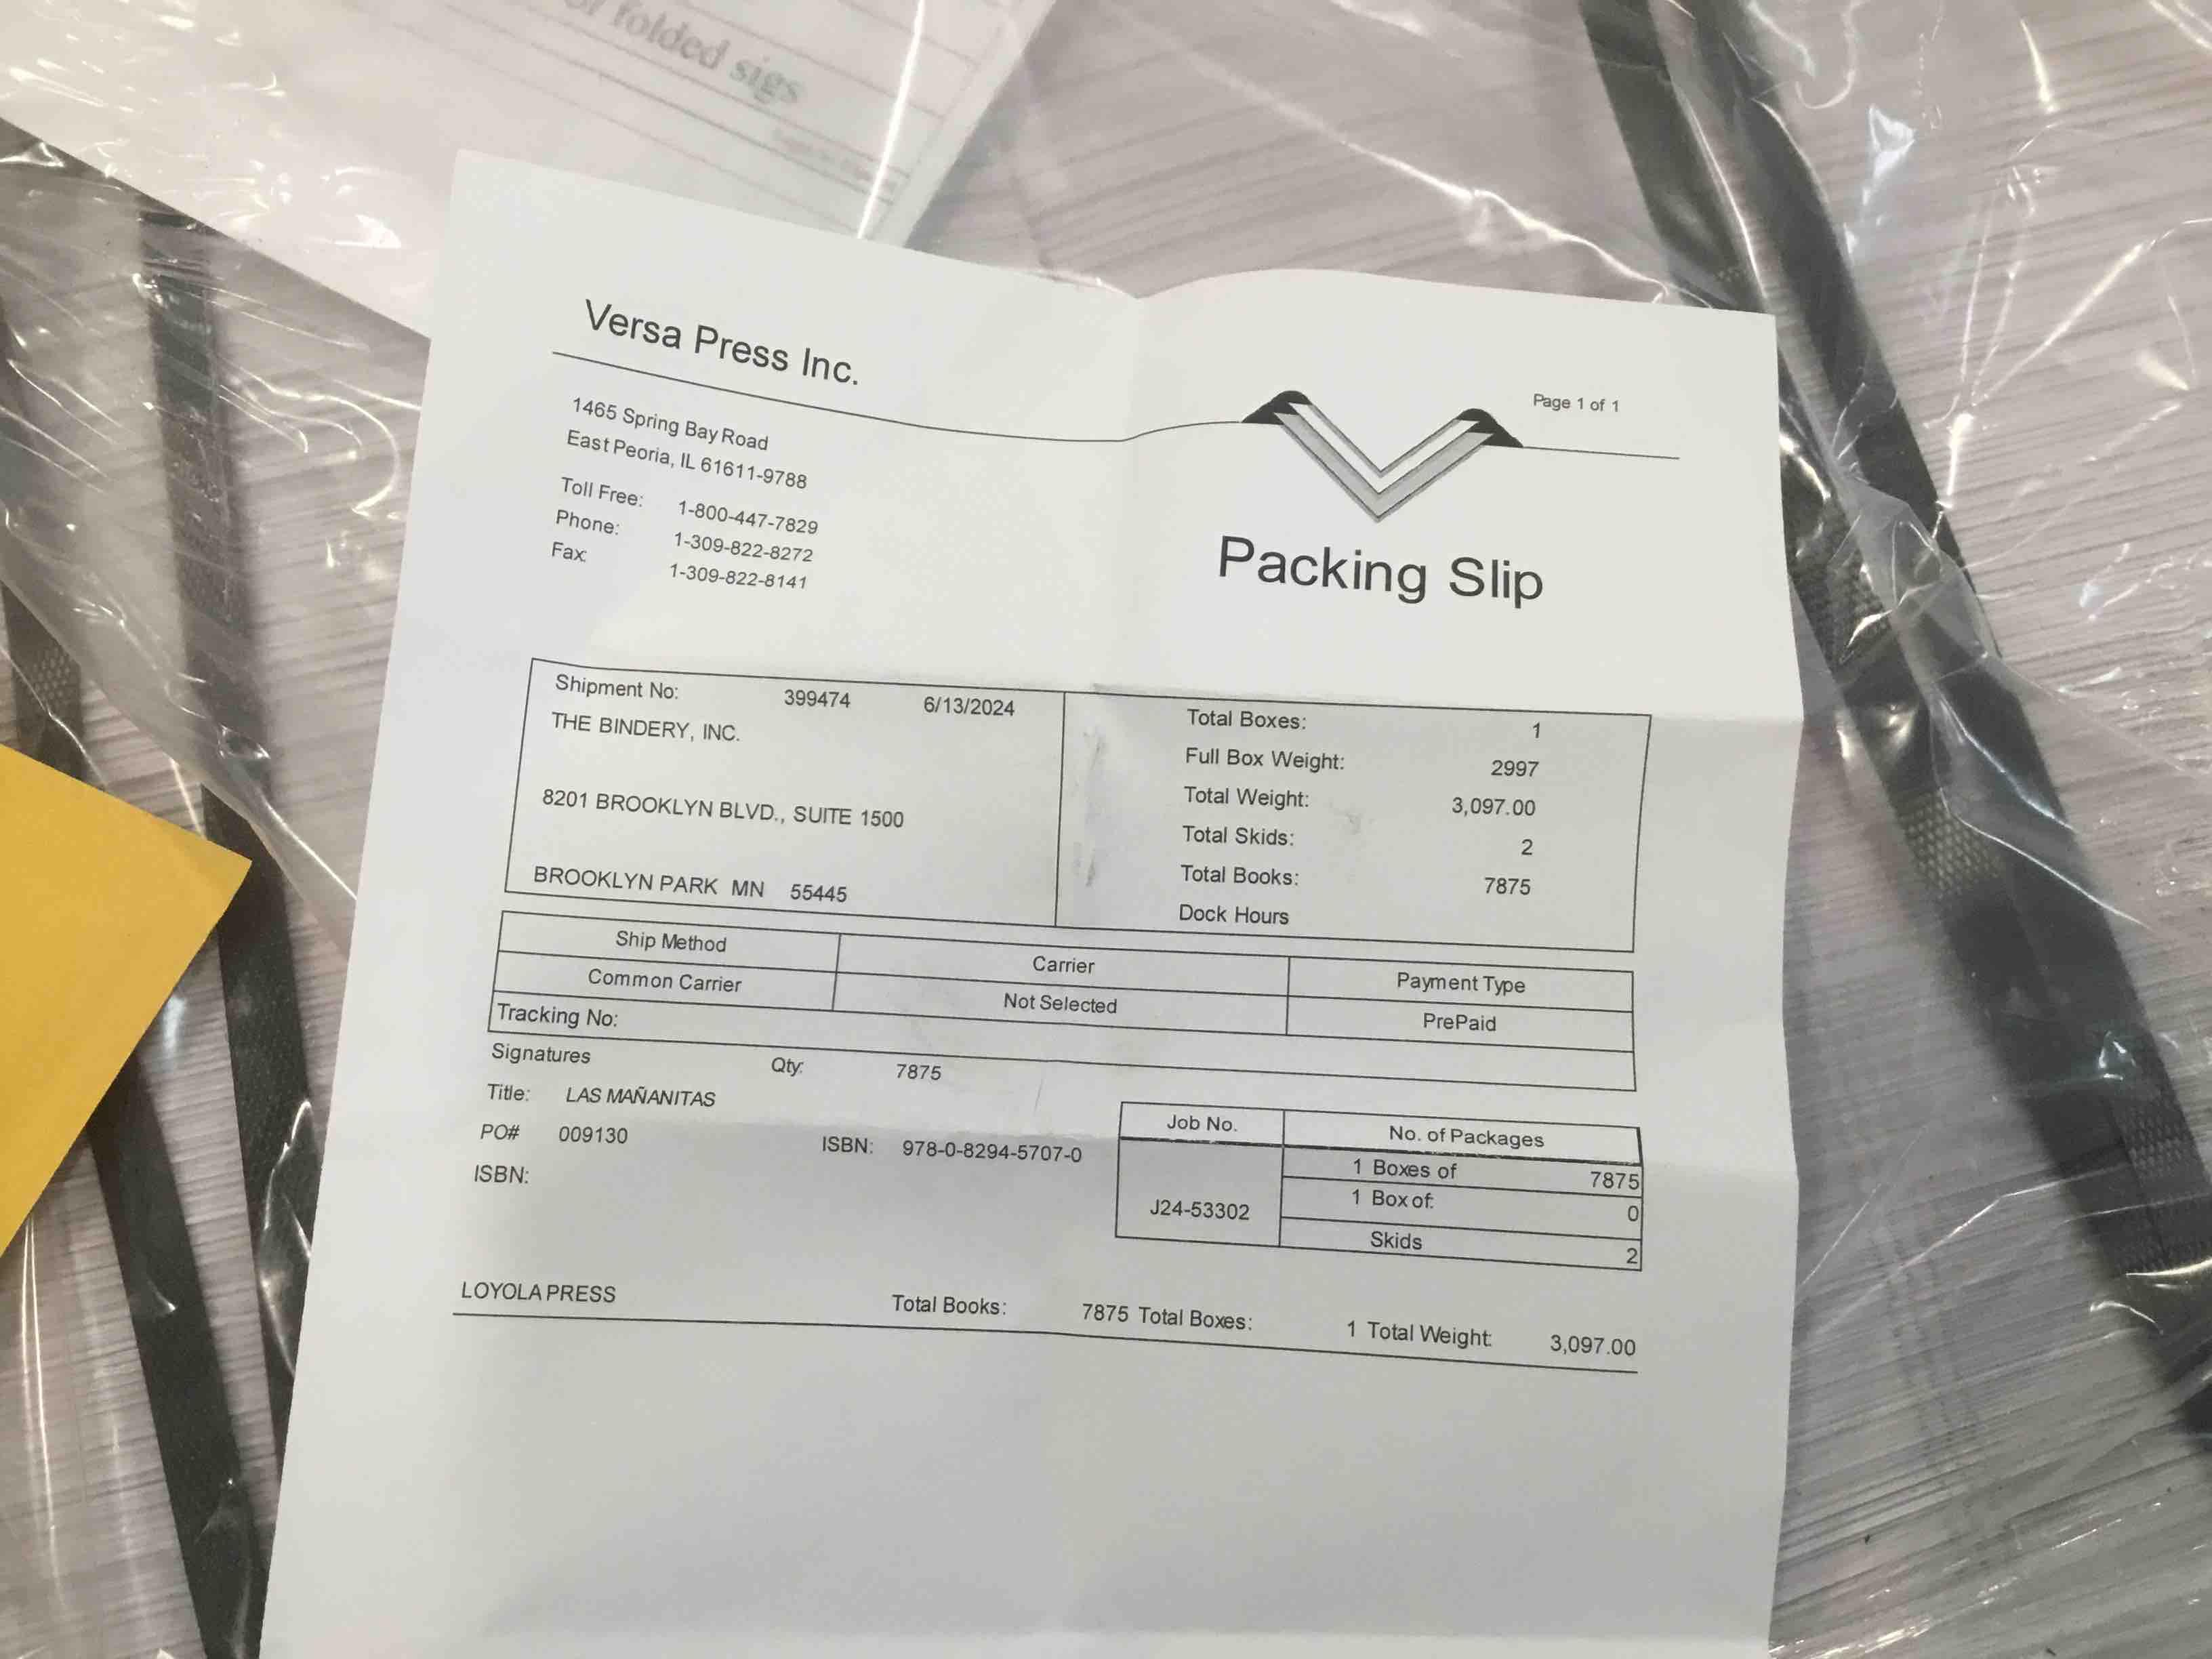 or folded sigs
Versa Press Inc.
Page 1 of 1
1465 Spring Bay Road
East Peoria, IL 61611-9788
Toll Free: 1-800-447-7829
Phone: 1-309-822-8272
Fax: 1-309-822-8141
Packing Slip
Shipment No: 399474 6/13/2024
THE BINDERY, INC.
8201 BROOKLYN BLVD., SUITE 1500
BROOKLYN PARK MN 55445
Total Boxes: 1
Full Box Weight: 2997
Total Weight: 3,097.00
Total Skids: 2
Total Books: 7875
Dock Hours
Ship Method Carrier Payment Type
Common Carrier Not Selected PrePaid
Tracking No:
Signatures Qty: 7875
Title: LAS MAÑANITAS
PO# 009130 ISBN: 978-0-8294-5707-0
ISBN:
Job No. No. of Packages
1 Boxes of 7875
J24-53302 1 Box of: 0
Skids 2
LOYOLA PRESS Total Books: 7875 Total Boxes: 1 Total Weight: 3,097.00